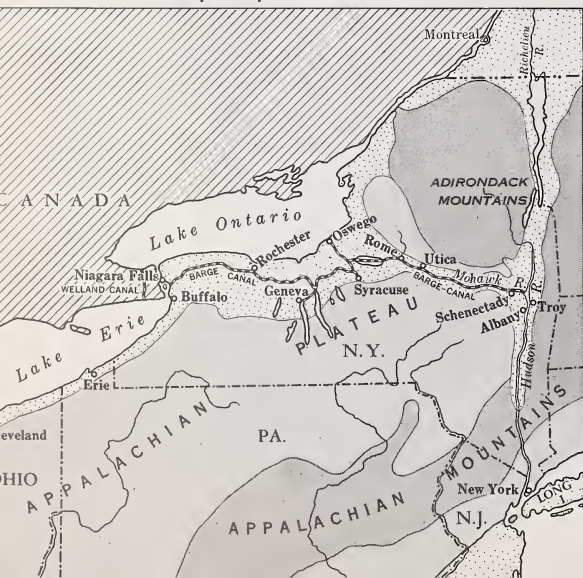 Montreal
Richelieu
R.
CANADA
ADIRONDACK
MOUNTAINS
Lake Ontario
Oswego
Rochester
Rome
Utica
Niagara Falls
BARGE CANAL
Mohawk
R.
R.
WELLAND CANAL
Geneva
Syracuse
BARGE CANAL
Buffalo
Schenectady
Troy
Albany
PLATEAU
Lake Erie
N.Y.
Hudson
Erie
eveland
PA.
OHIO
APPALACHIAN
MOUNTAINS
APPALACHIAN
New York
LONG
I.
N.J.